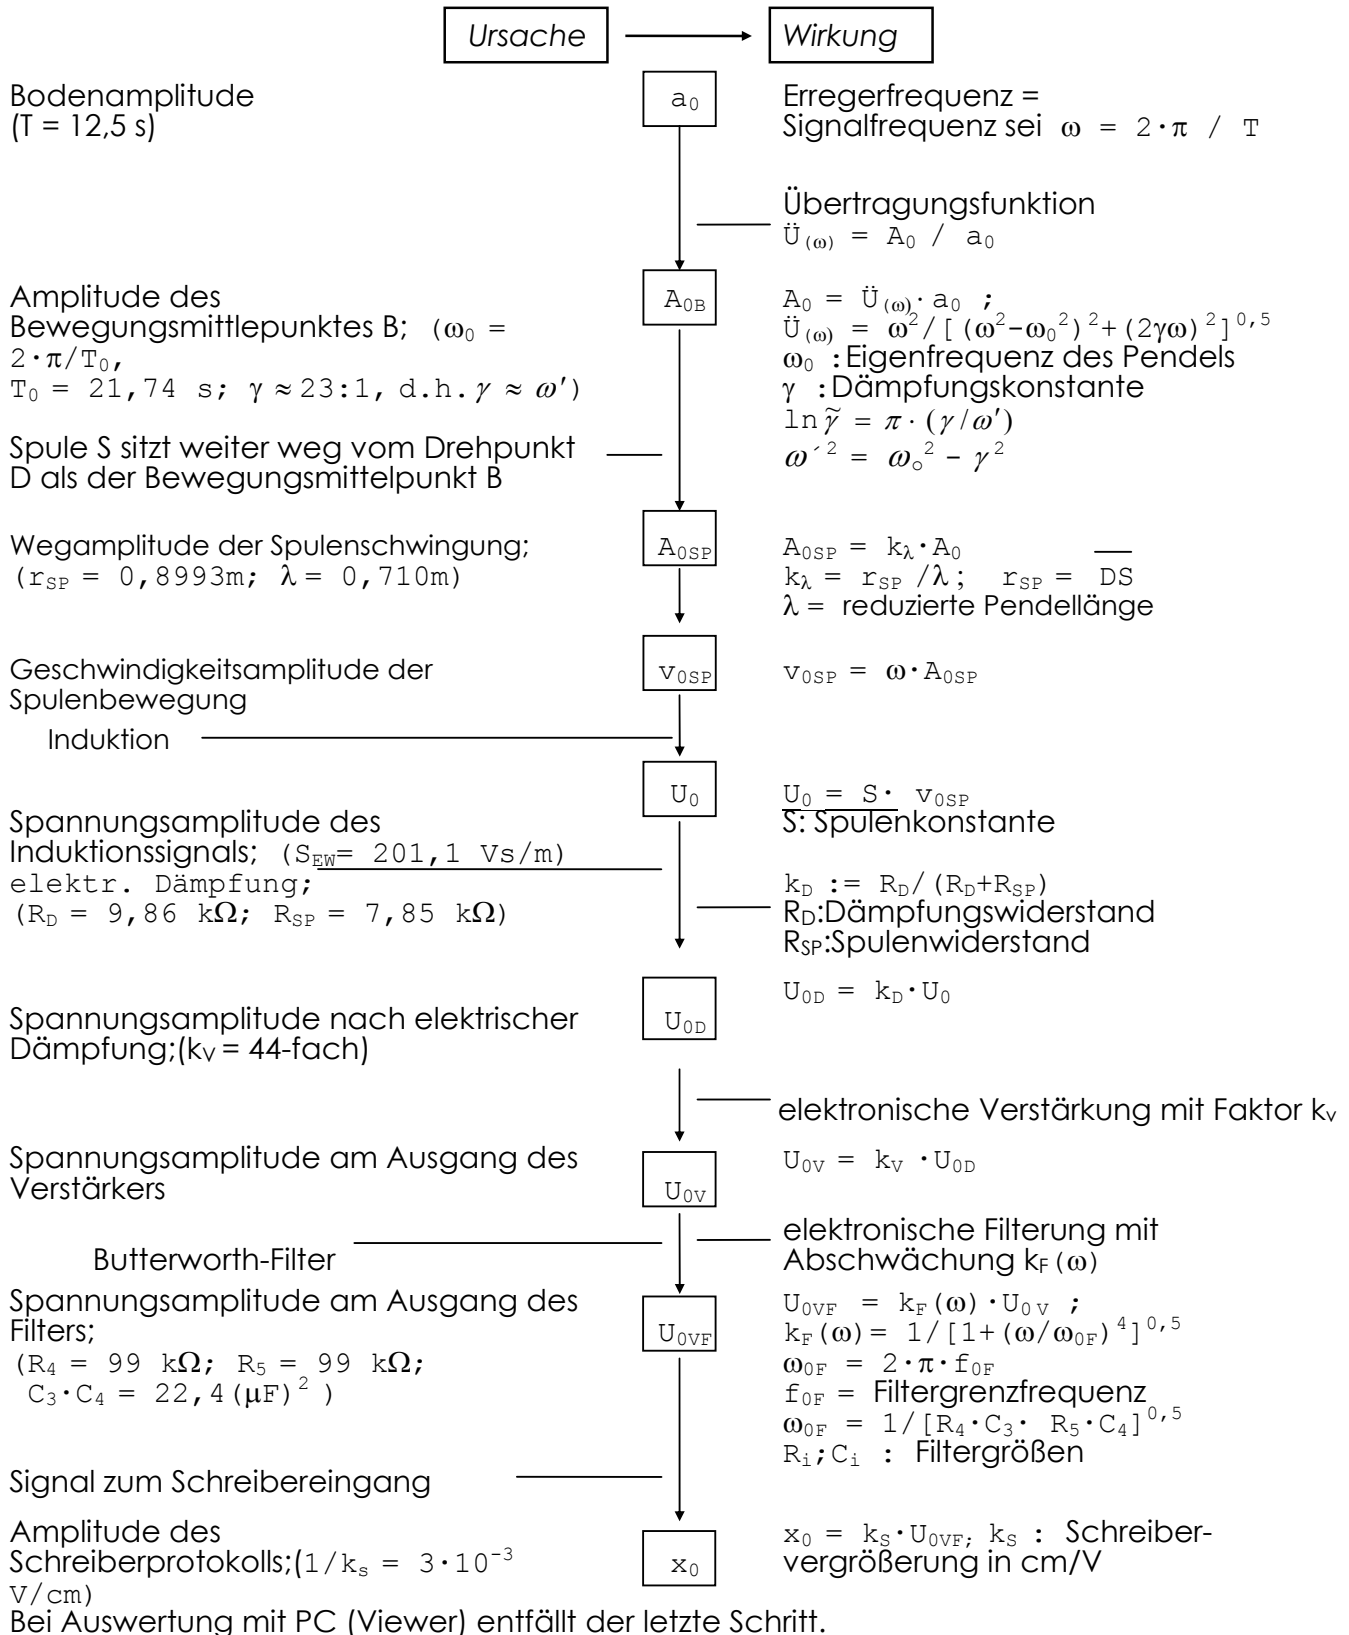 Ursache Wirkung
Bodenamplitude
(T = 12,5 s)
a₀
Erregerfrequenz =
Signalfrequenz sei ω = 2·π / T
Übertragungsfunktion
Ü(ω) = A₀ / a₀
Amplitude des
Bewegungsmittlepunktes B; (ω₀ =
2·π/T₀,
T₀ = 21,74 s; γ ≈ 23:1, d.h. γ ≈ ω′)
A₀B
A₀ = Ü(ω)·a₀ ;
Ü(ω) = ω²/[(ω²−ω₀²)²+(2γω)²]^0,5
ω₀ :Eigenfrequenz des Pendels
γ :Dämpfungskonstante
ln γ̃ = π·(γ/ω′)
ω´² = ω₀² − γ²
Spule S sitzt weiter weg vom Drehpunkt
D als der Bewegungsmittelpunkt B
Wegamplitude der Spulenschwingung;
(rSP = 0,8993m; λ = 0,710m)
A₀SP
A₀SP = kλ·A₀
kλ = rSP /λ; rSP = D̅S̅
λ = reduzierte Pendellänge
Geschwindigkeitsamplitude der
Spulenbewegung
v₀SP
v₀SP = ω·A₀SP
Induktion
U₀
U₀ = S· v₀SP
S: Spulenkonstante
Spannungsamplitude des
Induktionssignals; (SEW= 201,1 Vs/m)
elektr. Dämpfung;
(RD = 9,86 kΩ; RSP = 7,85 kΩ)
kD := RD/(RD+RSP)
RD:Dämpfungswiderstand
RSP:Spulenwiderstand
U₀D = kD·U₀
Spannungsamplitude nach elektrischer
Dämpfung;(kV = 44-fach)
U₀D
elektronische Verstärkung mit Faktor kV
Spannungsamplitude am Ausgang des
Verstärkers
U₀V
U₀V = kV ·U₀D
Butterworth-Filter
elektronische Filterung mit
Abschwächung kF(ω)
Spannungsamplitude am Ausgang des
Filters;
(R₄ = 99 kΩ; R₅ = 99 kΩ;
C₃·C₄ = 22,4(μF)² )
U₀VF
U₀VF = kF(ω)·U₀V ;
kF(ω)= 1/[1+(ω/ω₀F)⁴]^0,5
ω₀F = 2·π·f₀F
f₀F = Filtergrenzfrequenz
ω₀F = 1/[R₄·C₃· R₅·C₄]^0,5
Ri;Ci : Filtergrößen
Signal zum Schreibereingang
Amplitude des
Schreiberprotokolls;(1/ks = 3·10⁻³
V/cm)
x₀
x₀ = kS·U₀VF; kS : Schreiber-
vergrößerung in cm/V
Bei Auswertung mit PC (Viewer) entfällt der letzte Schritt.